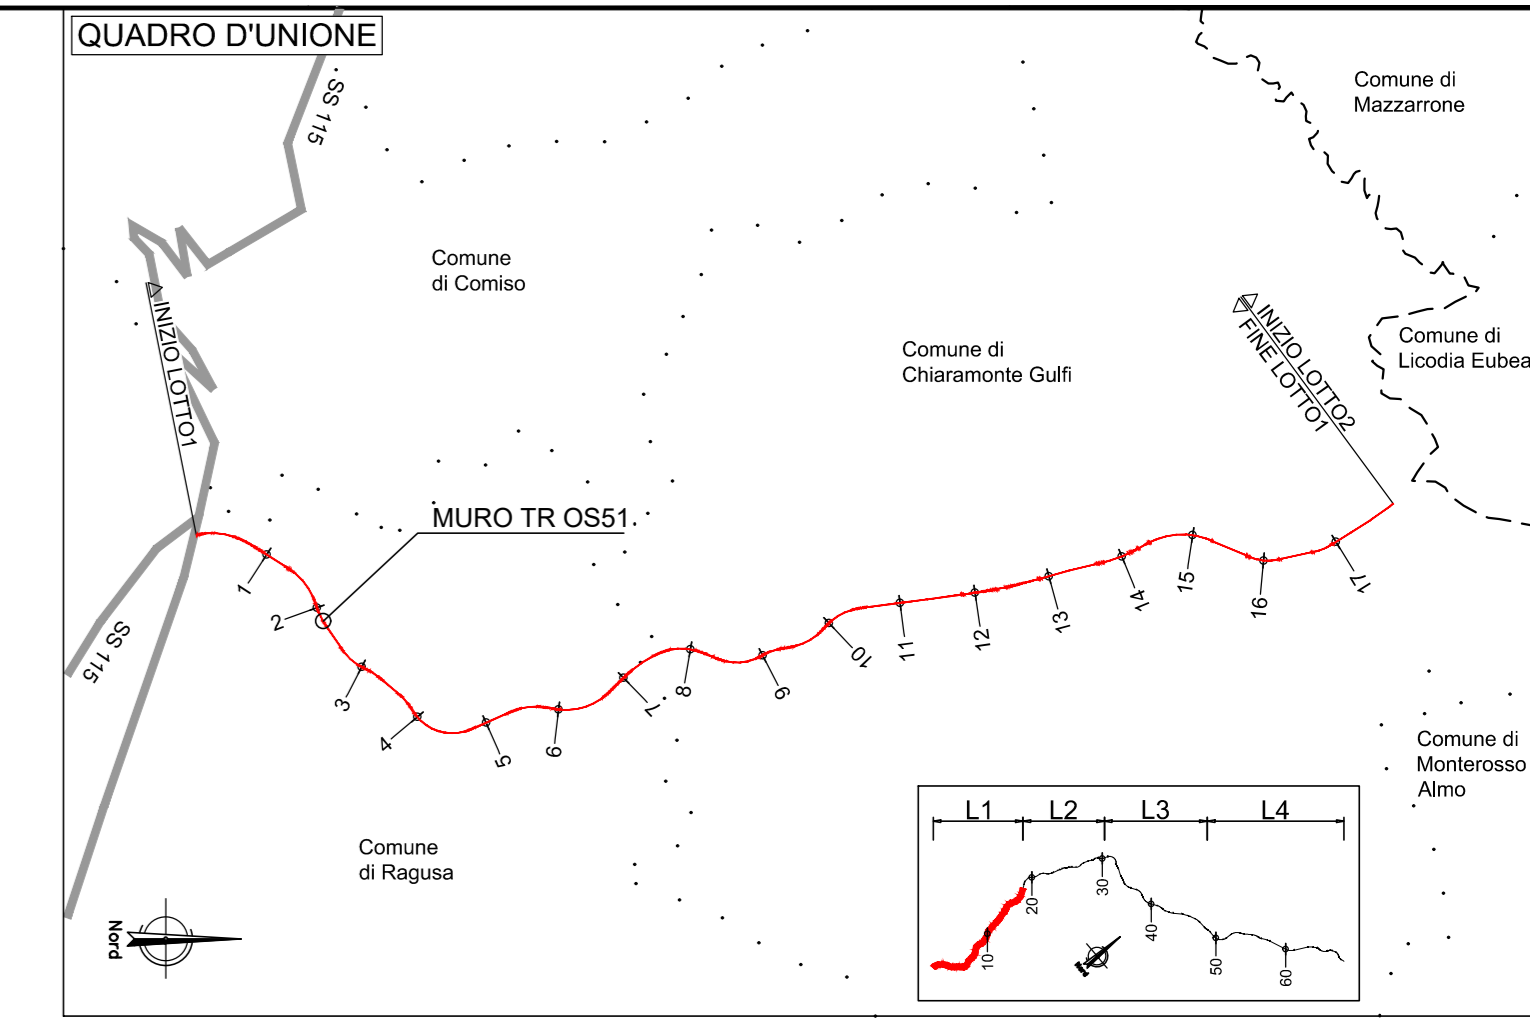 QUADRO D'UNIONE
SS 115
Comune di
Mazzarrone
Comune
di Comiso
INIZIO LOTTO1
Comune di
Chiaramonte Gulfi
INIZIO LOTTO2
FINE LOTTO1
Comune di
Licodia Eubea
MURO TR OS51
1
2
3
4
5
6
7
8
9
10
11
12
13
14
15
16
17
SS 115
Comune
di Ragusa
Comune di
Monterosso
Almo
Nord
L1
L2
L3
L4
10
20
30
40
50
60